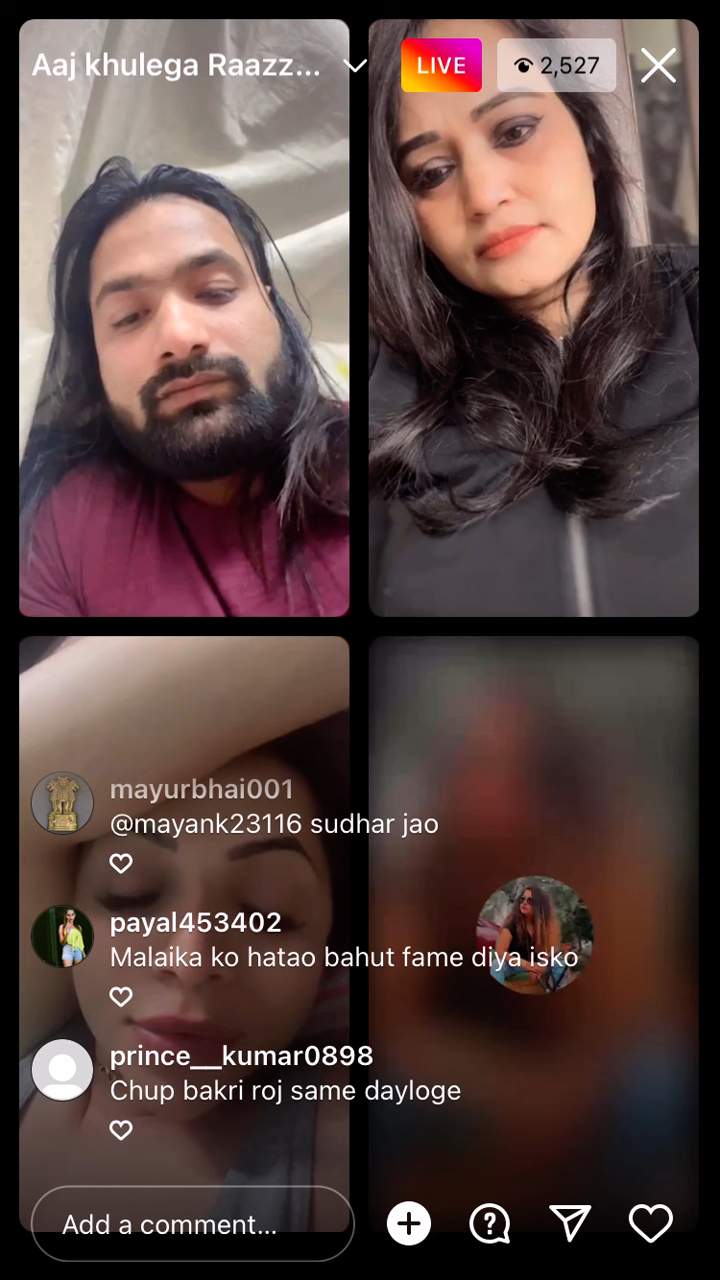 Aaj khulega Raazz...
LIVE
2,527
mayurbhai001
@mayank23116 sudhar jao
payal453402
Malaika ko hatao bahut fame diya isko
prince__kumar0898
Chup bakri roj same dayloge
Add a comment...